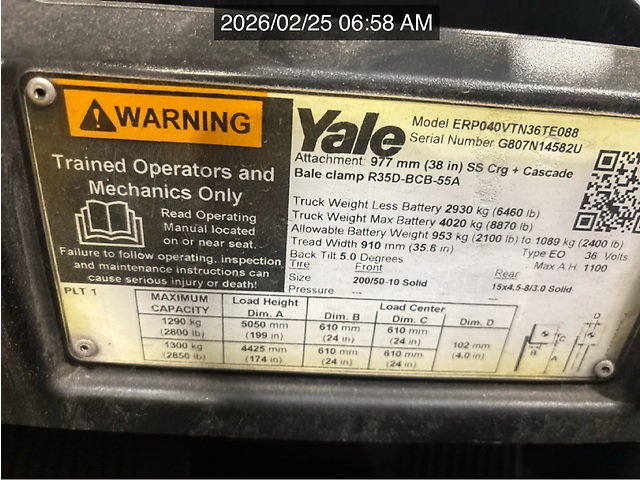 2026/02/25 06:58 AM
WARNING
Trained Operators and
Mechanics Only
Read Operating
Manual located
on or near seat.
Failure to follow operating, inspection
and maintenance instructions can
cause serious injury or death!
PLT 1
Yale
Model ERP040VTN36TE088
Serial Number G807N14582U
Attachment: 977 mm (38 in) SS Crg + Cascade
Bale clamp R35D-BCB-55A
Truck Weight Less Battery 2930 kg (6460 lb)
Truck Weight Max Battery 4020 kg (8870 lb)
Allowable Battery Weight 953 kg (2100 lb) to 1089 kg (2400 lb)
Tread Width 910 mm (35.8 in) Type EO 36 Volts
Back Tilt 5.0 Degrees Max A.H. 1100
Tire Front Rear
Size 200/50-10 Solid 15x4.5-8/3.0 Solid
Pressure -- --
MAXIMUM CAPACITY Load Height Dim. A Load Center Dim. B Dim. C Dim. D
1290 kg 5050 mm 610 mm 610 mm 102 mm
(2800 lb) (199 in) (24 in) (24 in) (4.0 in)
1300 kg 4425 mm 610 mm 610 mm
(2850 lb) (174 in) (24 in) (24 in)
D
C
B
A